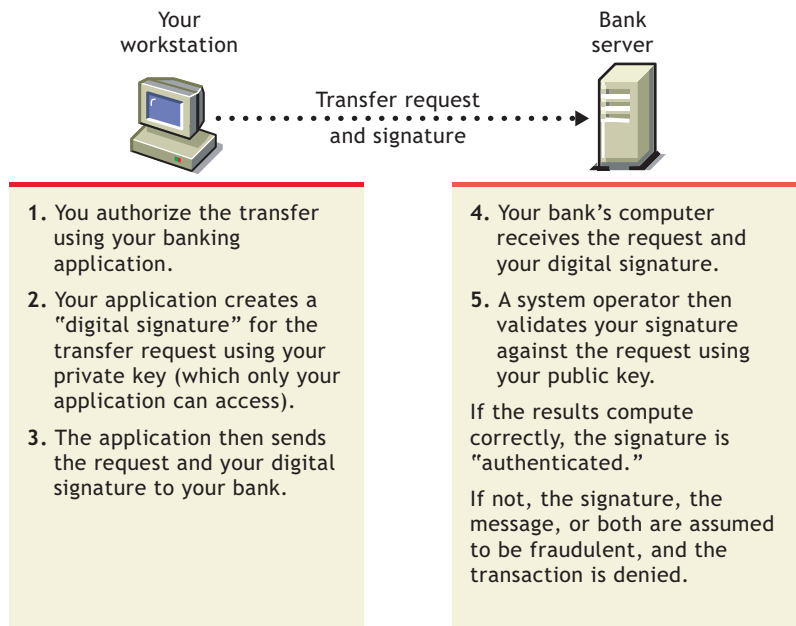 Your
workstation
Bank
server
Transfer request
and signature
1. You authorize the transfer
using your banking
application.
2. Your application creates a
“digital signature” for the
transfer request using your
private key (which only your
application can access).
3. The application then sends
the request and your digital
signature to your bank.
4. Your bank’s computer
receives the request and
your digital signature.
5. A system operator then
validates your signature
against the request using
your public key.
If the results compute
correctly, the signature is
“authenticated.”
If not, the signature, the
message, or both are assumed
to be fraudulent, and the
transaction is denied.